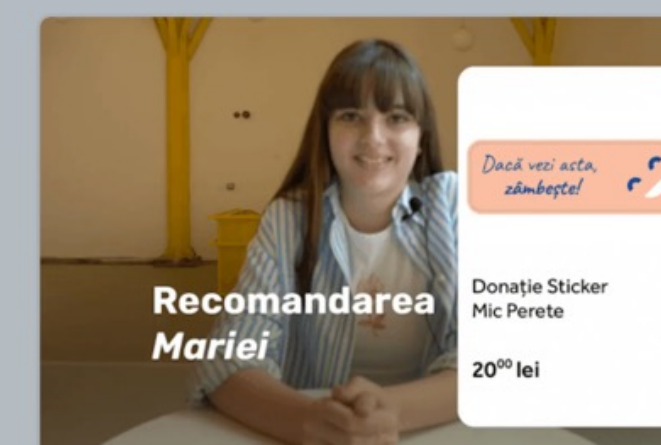 Recomandarea
Mariei
Dacă vezi asta,
zâmbește!
Donație Sticker
Mic Perete
20⁰⁰ lei